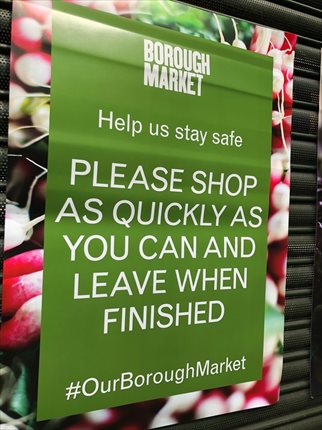 BOROUGH
MARKET
Help us stay safe
PLEASE SHOP
AS QUICKLY AS
YOU CAN AND
LEAVE WHEN
FINISHED
#OurBoroughMarket